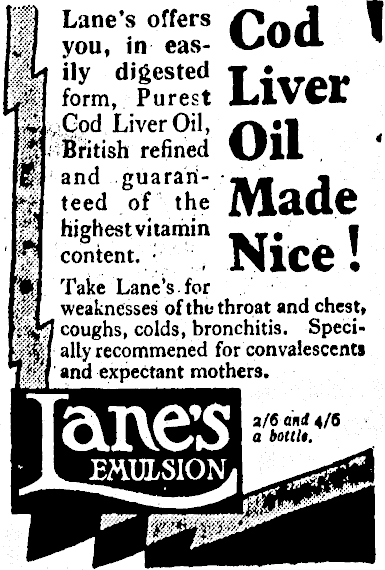 Lane's offers
you, in eas-
ily digested
form, Purest
Cod Liver Oil,
British refined
and guaran-
teed of the
highest vitamin
content.
Cod
Liver
Oil
Made
Nice!
Take Lane's for
weaknesses of the throat and chest,
coughs, colds, bronchitis. Speci-
ally recommened for convalescents
and expectant mothers.
Lane's
EMULSION
2/6 and 4/6
a bottle.